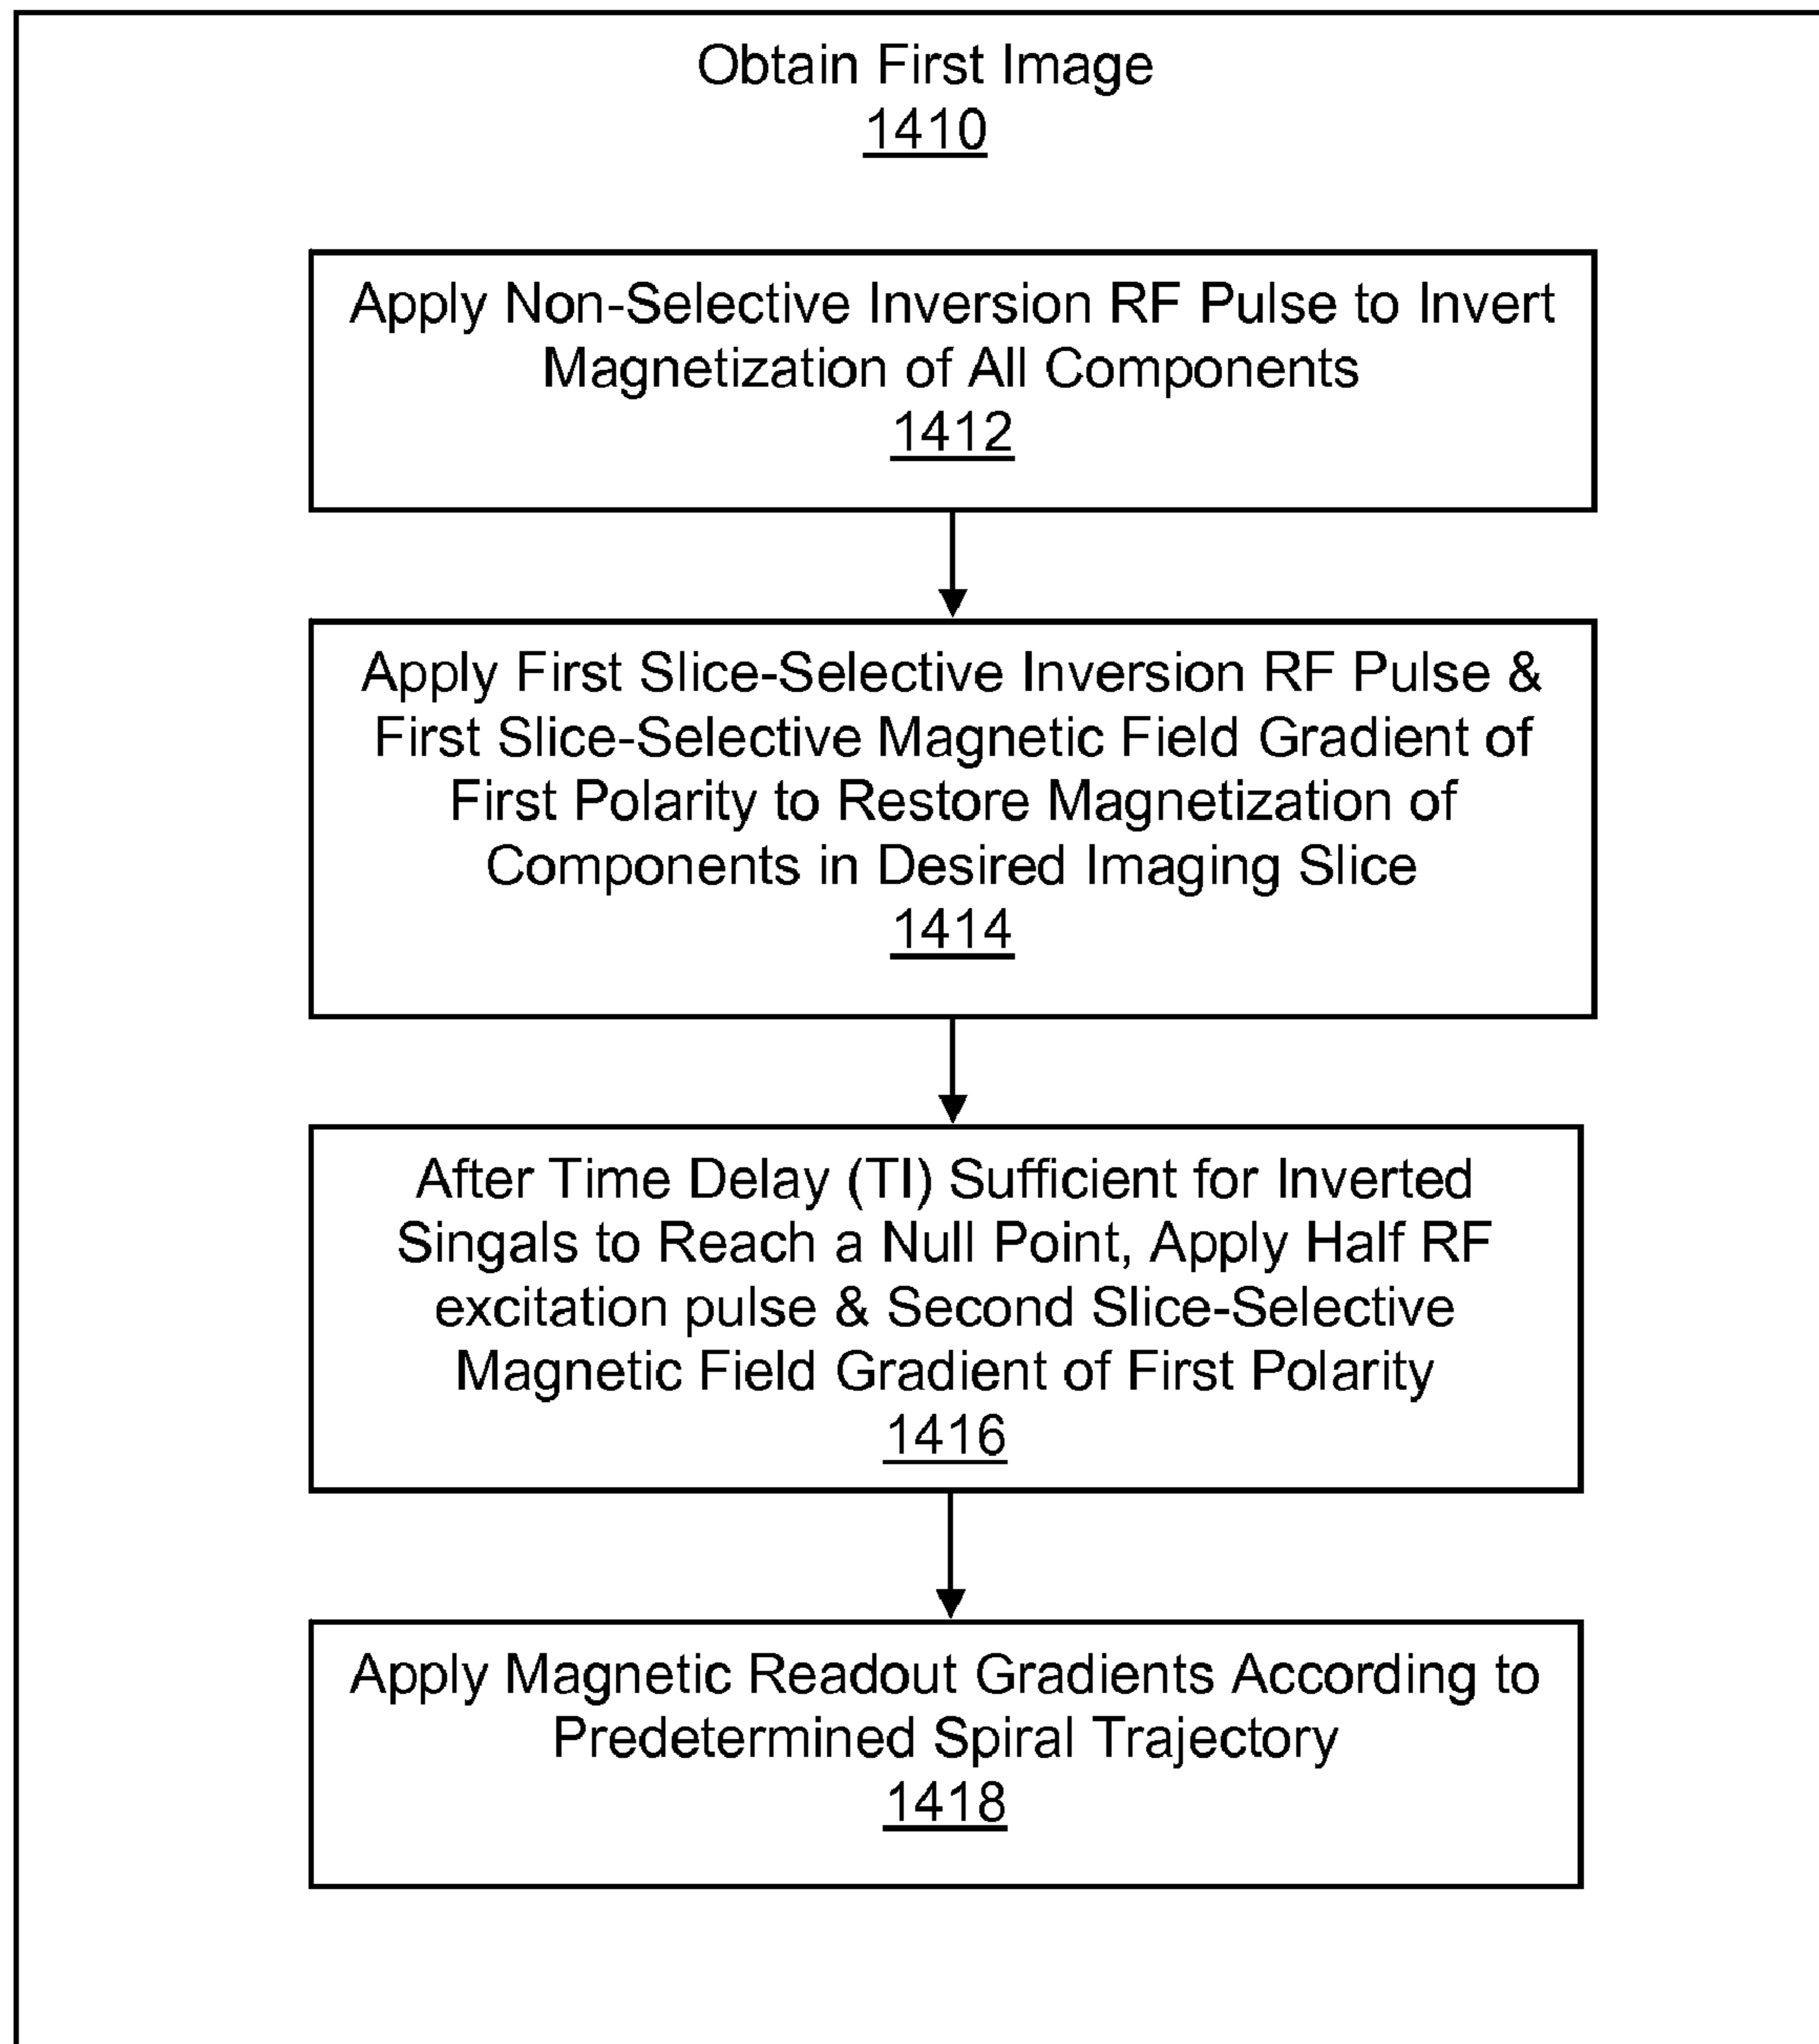 Obtain First Image
1410
Apply Non-Selective Inversion RF Pulse to Invert
Magnetization of All Components
1412
Apply First Slice-Selective Inversion RF Pulse &
First Slice-Selective Magnetic Field Gradient of
First Polarity to Restore Magnetization of
Components in Desired Imaging Slice
1414
After Time Delay (TI) Sufficient for Inverted
Singals to Reach a Null Point, Apply Half RF
excitation pulse & Second Slice-Selective
Magnetic Field Gradient of First Polarity
1416
Apply Magnetic Readout Gradients According to
Predetermined Spiral Trajectory
1418